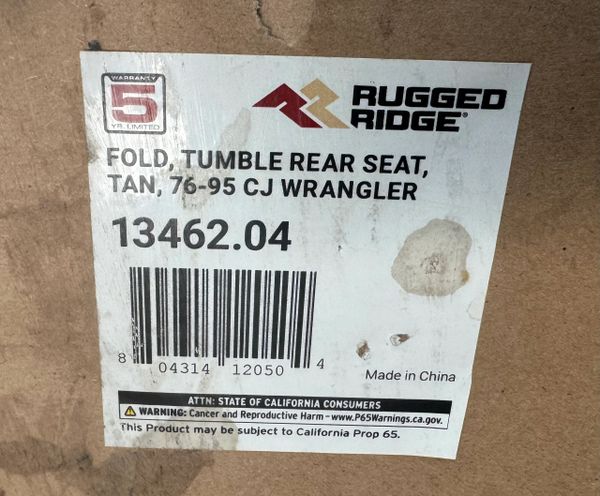 WARRANTY
5
YR. LIMITED
RUGGED
RIDGE®
FOLD, TUMBLE REAR SEAT,
TAN, 76-95 CJ WRANGLER
13462.04
8 04314 12050 4
Made in China
ATTN: STATE OF CALIFORNIA CONSUMERS
WARNING: Cancer and Reproductive Harm - www.P65Warnings.ca.gov.
This Product may be subject to California Prop 65.